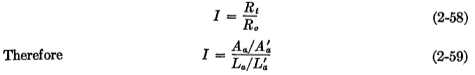 I = R_t / R_o (2-58)
Therefore I = (A_a/A'_a) / (L_a/L'_a) (2-59)